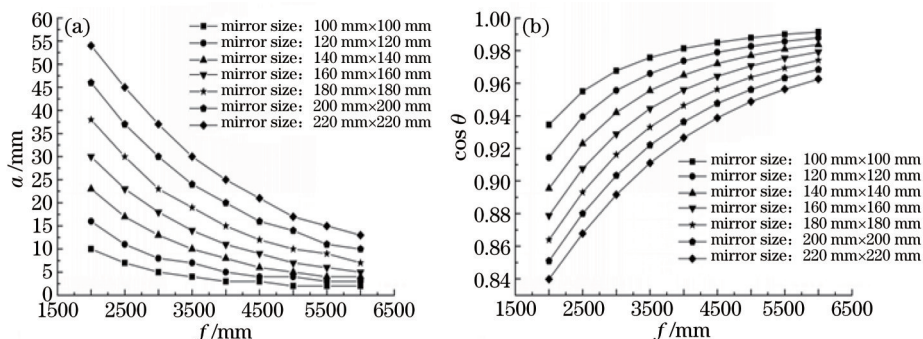 (a)
60
55
50
45
40
35
30
25
20
15
10
5
0
a /mm
1500
2500
3500
4500
5500
6500
f /mm
mirror size: 100 mm×100 mm
mirror size: 120 mm×120 mm
mirror size: 140 mm×140 mm
mirror size: 160 mm×160 mm
mirror size: 180 mm×180 mm
mirror size: 200 mm×200 mm
mirror size: 220 mm×220 mm
(b)
1.00
0.98
0.96
0.94
0.92
0.90
0.88
0.86
0.84
cos θ
1500
2500
3500
4500
5500
6500
f /mm
mirror size: 100 mm×100 mm
mirror size: 120 mm×120 mm
mirror size: 140 mm×140 mm
mirror size: 160 mm×160 mm
mirror size: 180 mm×180 mm
mirror size: 200 mm×200 mm
mirror size: 220 mm×220 mm